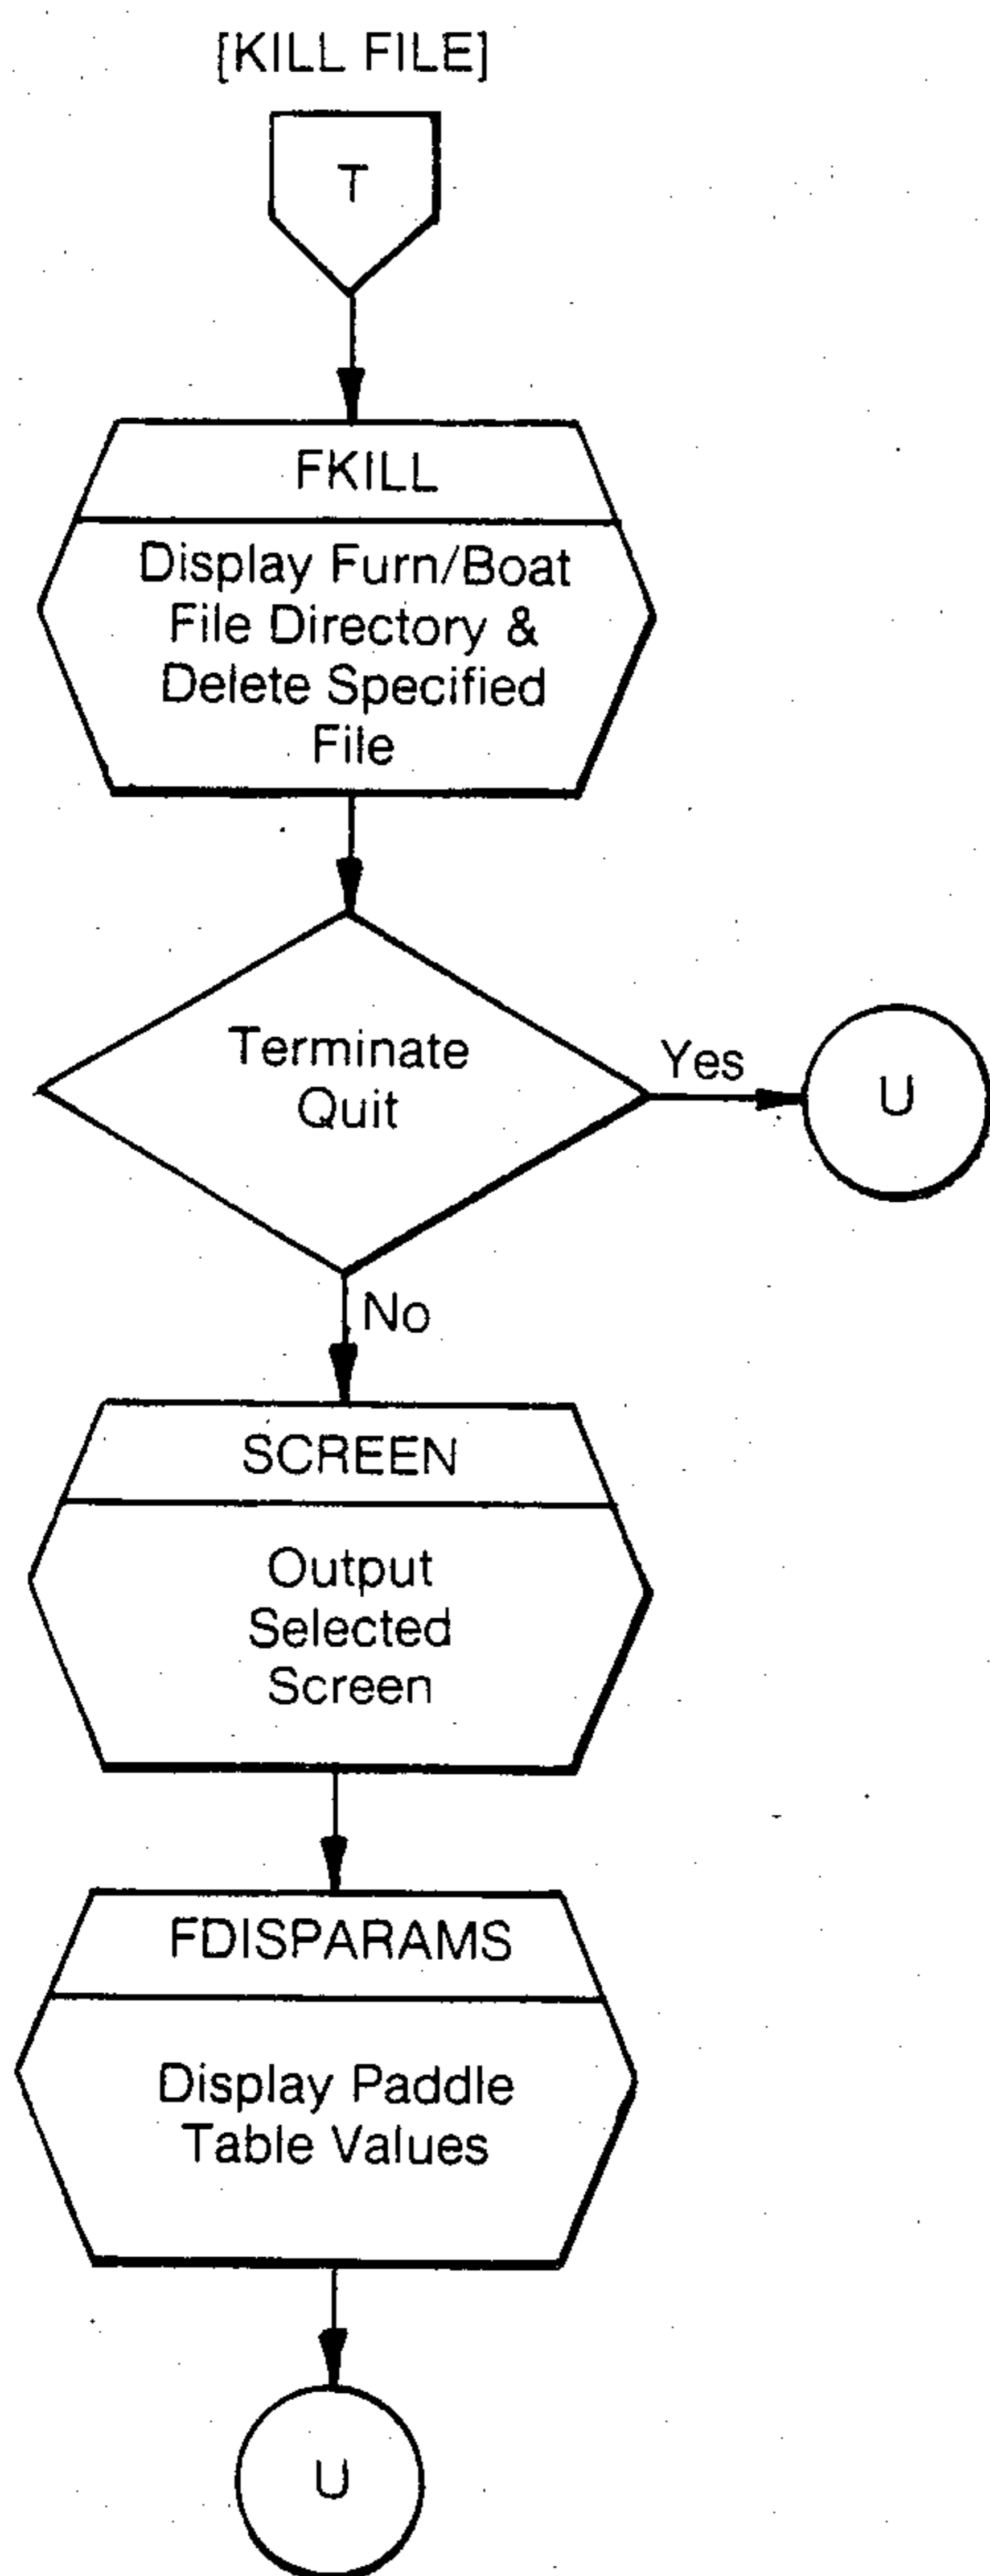 [KILL FILE]
T
FKILL
Display Furn/Boat
File Directory &
Delete Specified
File
Terminate
Quit
Yes
U
No
SCREEN
Output
Selected
Screen
FDISPARAMS
Display Paddle
Table Values
U